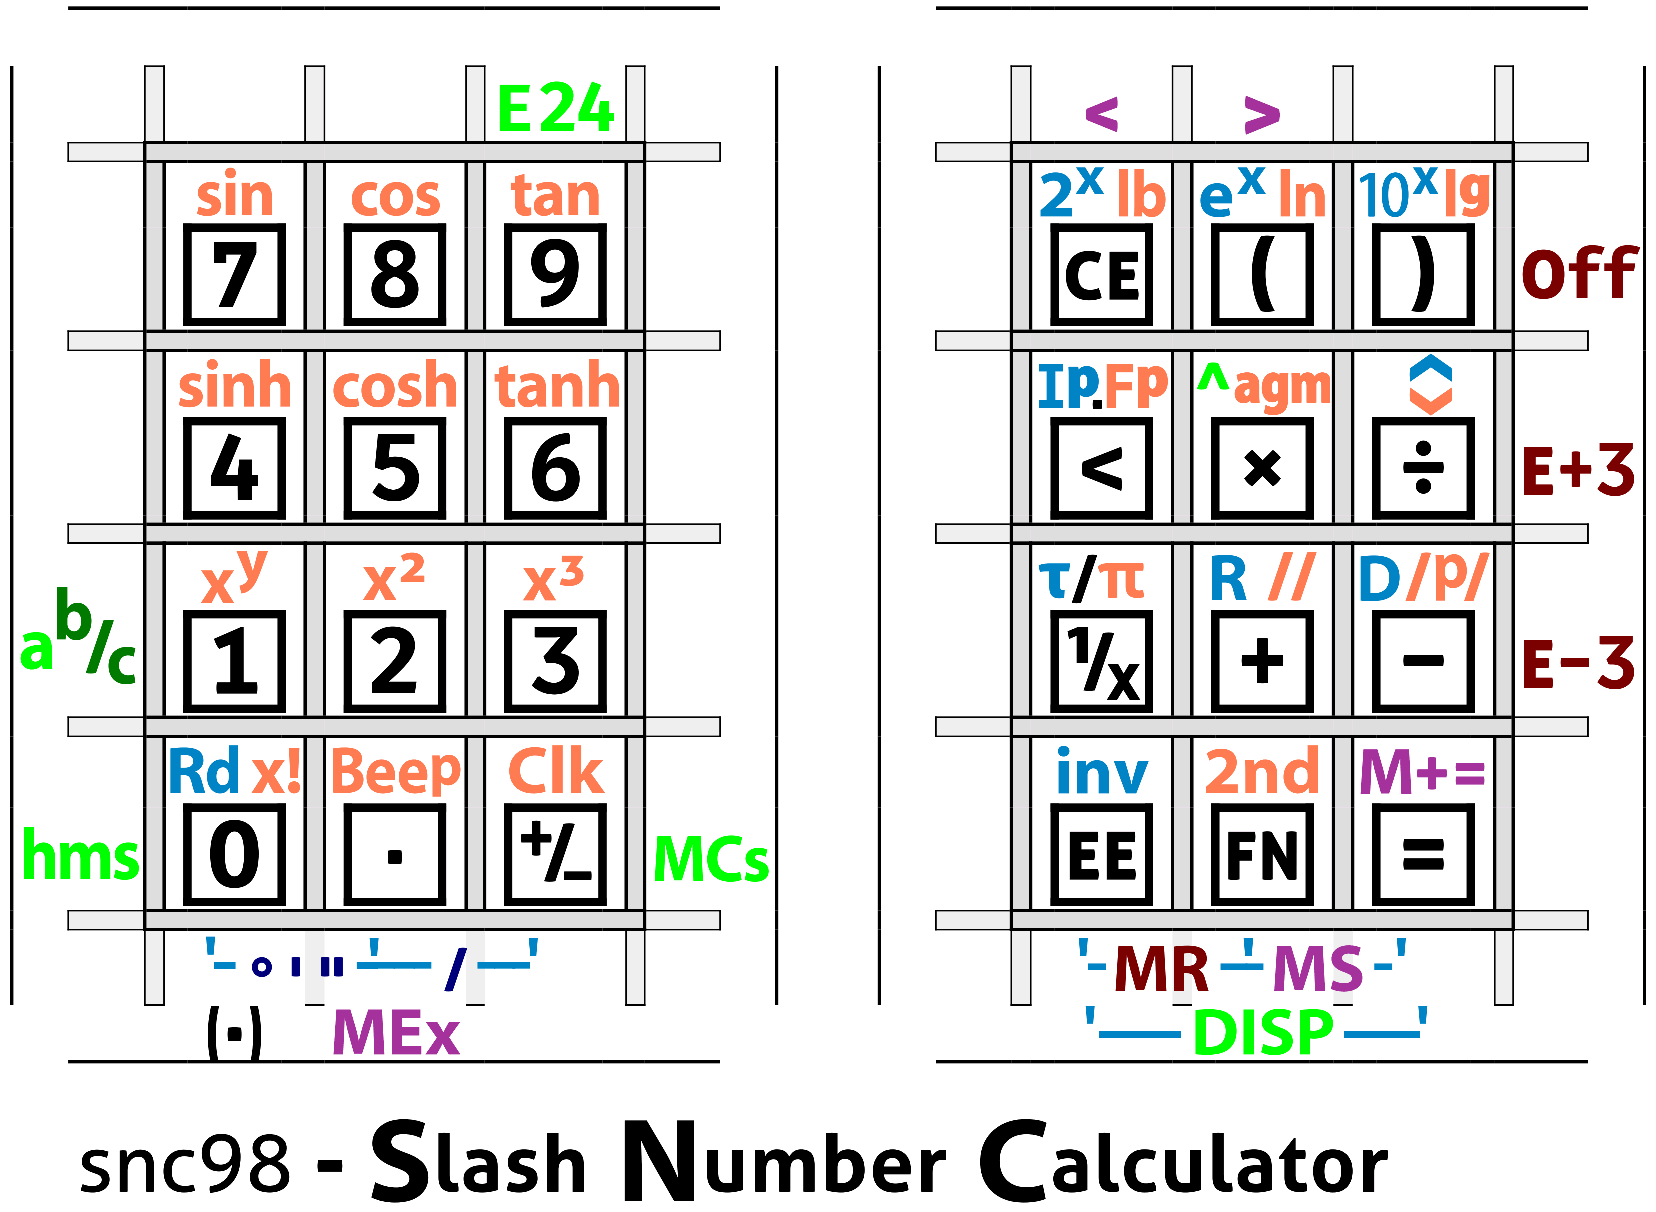 E24 < >
sin cos tan 2ˣ lb eˣ ln 10ˣ lg
7 8 9 CE ( ) Off
sinh cosh tanh Ip.Fp ^agm
4 5 6 < × ÷ E+3
xʸ x² x³ τ/π R // D/p/
a b/c 1 2 3 1/x + − E−3
Rd x! Beep Clk inv 2nd M+=
hms 0 . +/− MCs EE FN =
'- ° ' " -'- / -' '-MR-'-MS-'
(·) MEx '-DISP-'
snc98 - Slash Number Calculator